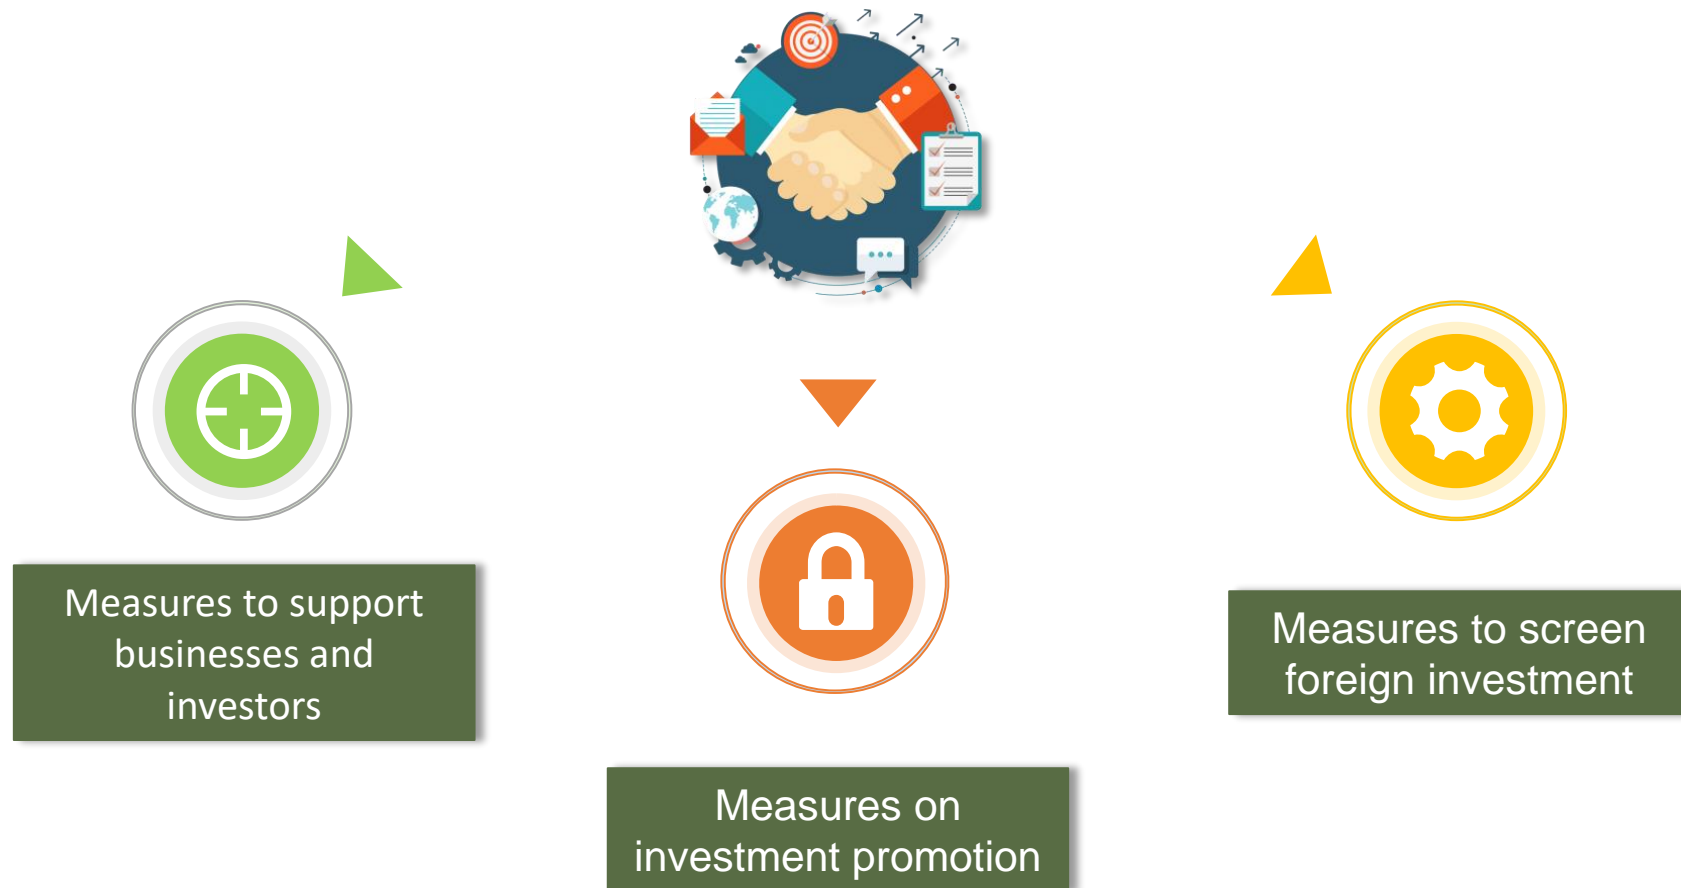 Measures to support
businesses and
investors
Measures on
investment promotion
Measures to screen
foreign investment